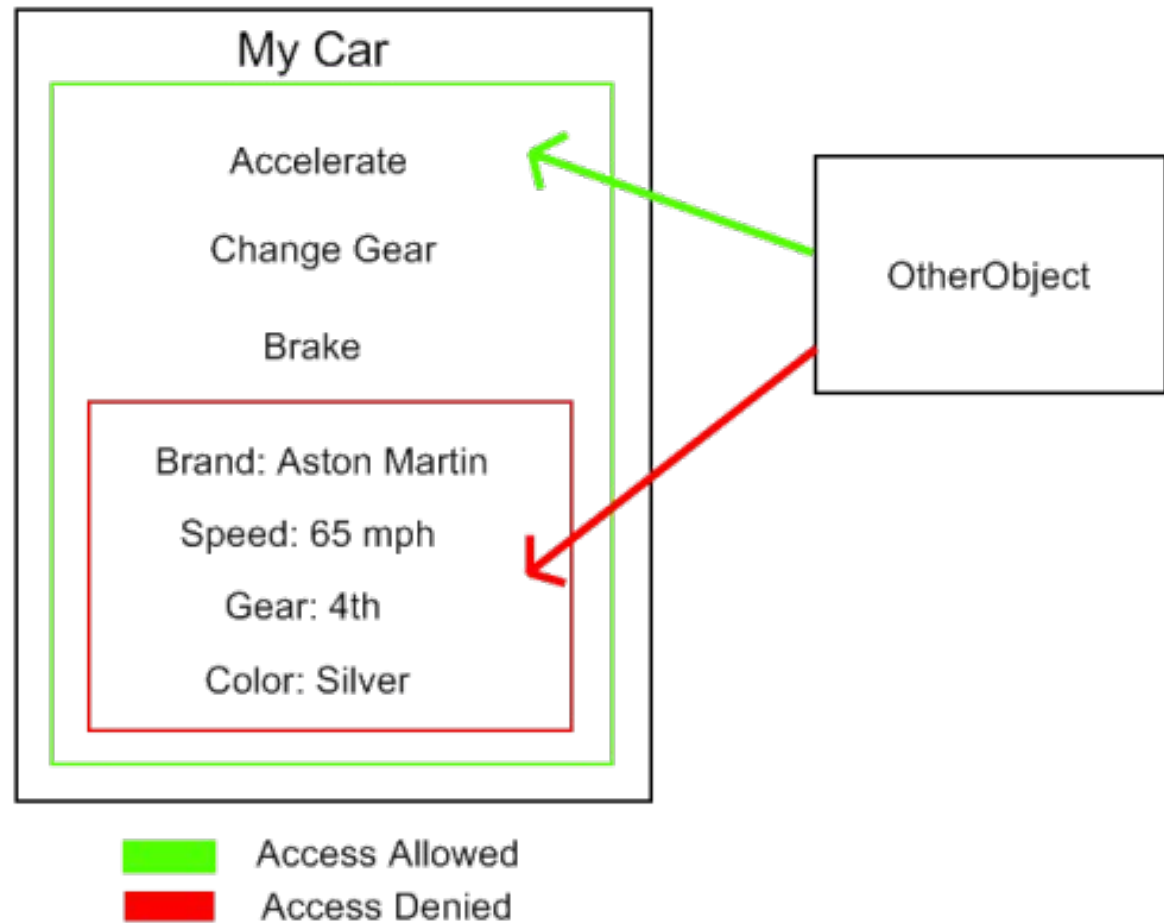 My Car
Accelerate
Change Gear
Brake
OtherObject
Brand: Aston Martin
Speed: 65 mph
Gear: 4th
Color: Silver
Access Allowed
Access Denied